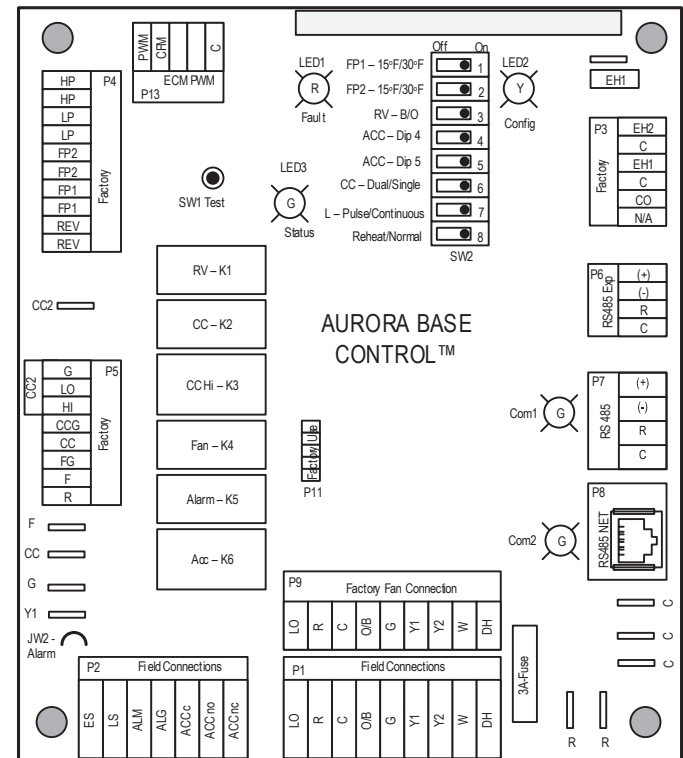 PWM
CFM
C
ECM PWM
P13
HP
HP
LP
LP
FP2
FP2
FP1
FP1
REV
REV
P4
Factory
SW1 Test
LED1
R
Fault
LED3
G
Status
Off On
FP1 – 15°F/30°F 1
FP2 – 15°F/30°F 2
RV – B/O 3
ACC – Dip 4 4
ACC – Dip 5 5
CC – Dual/Single 6
L – Pulse/Continuous 7
Reheat/Normal 8
SW2
LED2
Y
Config
EH1
P3
Factory
EH2
C
EH1
C
CO
N/A
P6
RS485 Exp
(+)
(-)
R
C
P7
RS 485
(+)
(-)
R
C
Com1
G
P8
RS485 NET
Com2
G
AURORA BASE
CONTROL™
RV – K1
CC – K2
CC Hi – K3
Fan – K4
Alarm – K5
Acc – K6
Factory Use
P11
CC2
CC2
G
LO
HI
CCG
CC
FG
F
R
P5
Factory
F
CC
G
Y1
JW2 -
Alarm
P2 Field Connections
ES
LS
ALM
ALG
ACC c
ACC no
ACC nc
P9 Factory Fan Connection
LO
R
C
O/B
G
Y1
Y2
W
DH
P1 Field Connections
LO
R
C
O/B
G
Y1
Y2
W
DH
3A-Fuse
C
C
C
R R